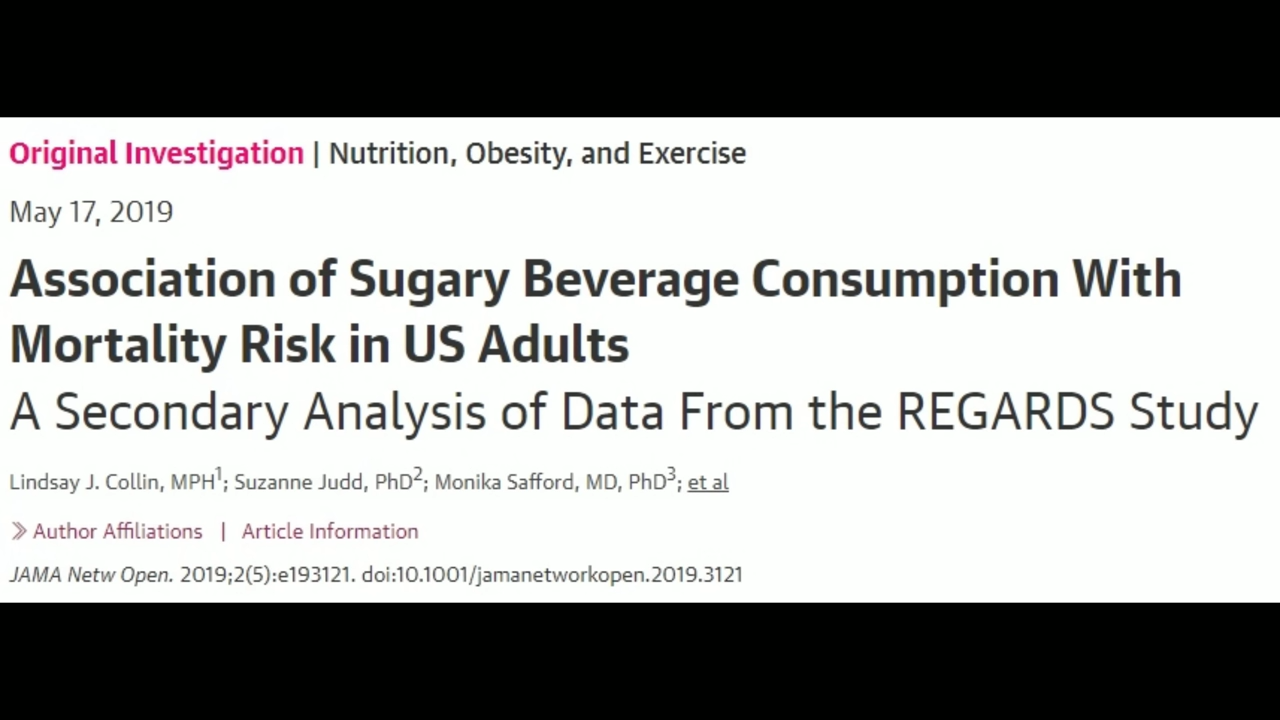 Original Investigation | Nutrition, Obesity, and Exercise
May 17, 2019
Association of Sugary Beverage Consumption With
Mortality Risk in US Adults
A Secondary Analysis of Data From the REGARDS Study
Lindsay J. Collin, MPH1; Suzanne Judd, PhD2; Monika Safford, MD, PhD3; et al
≫ Author Affiliations | Article Information
JAMA Netw Open. 2019;2(5):e193121. doi:10.1001/jamanetworkopen.2019.3121